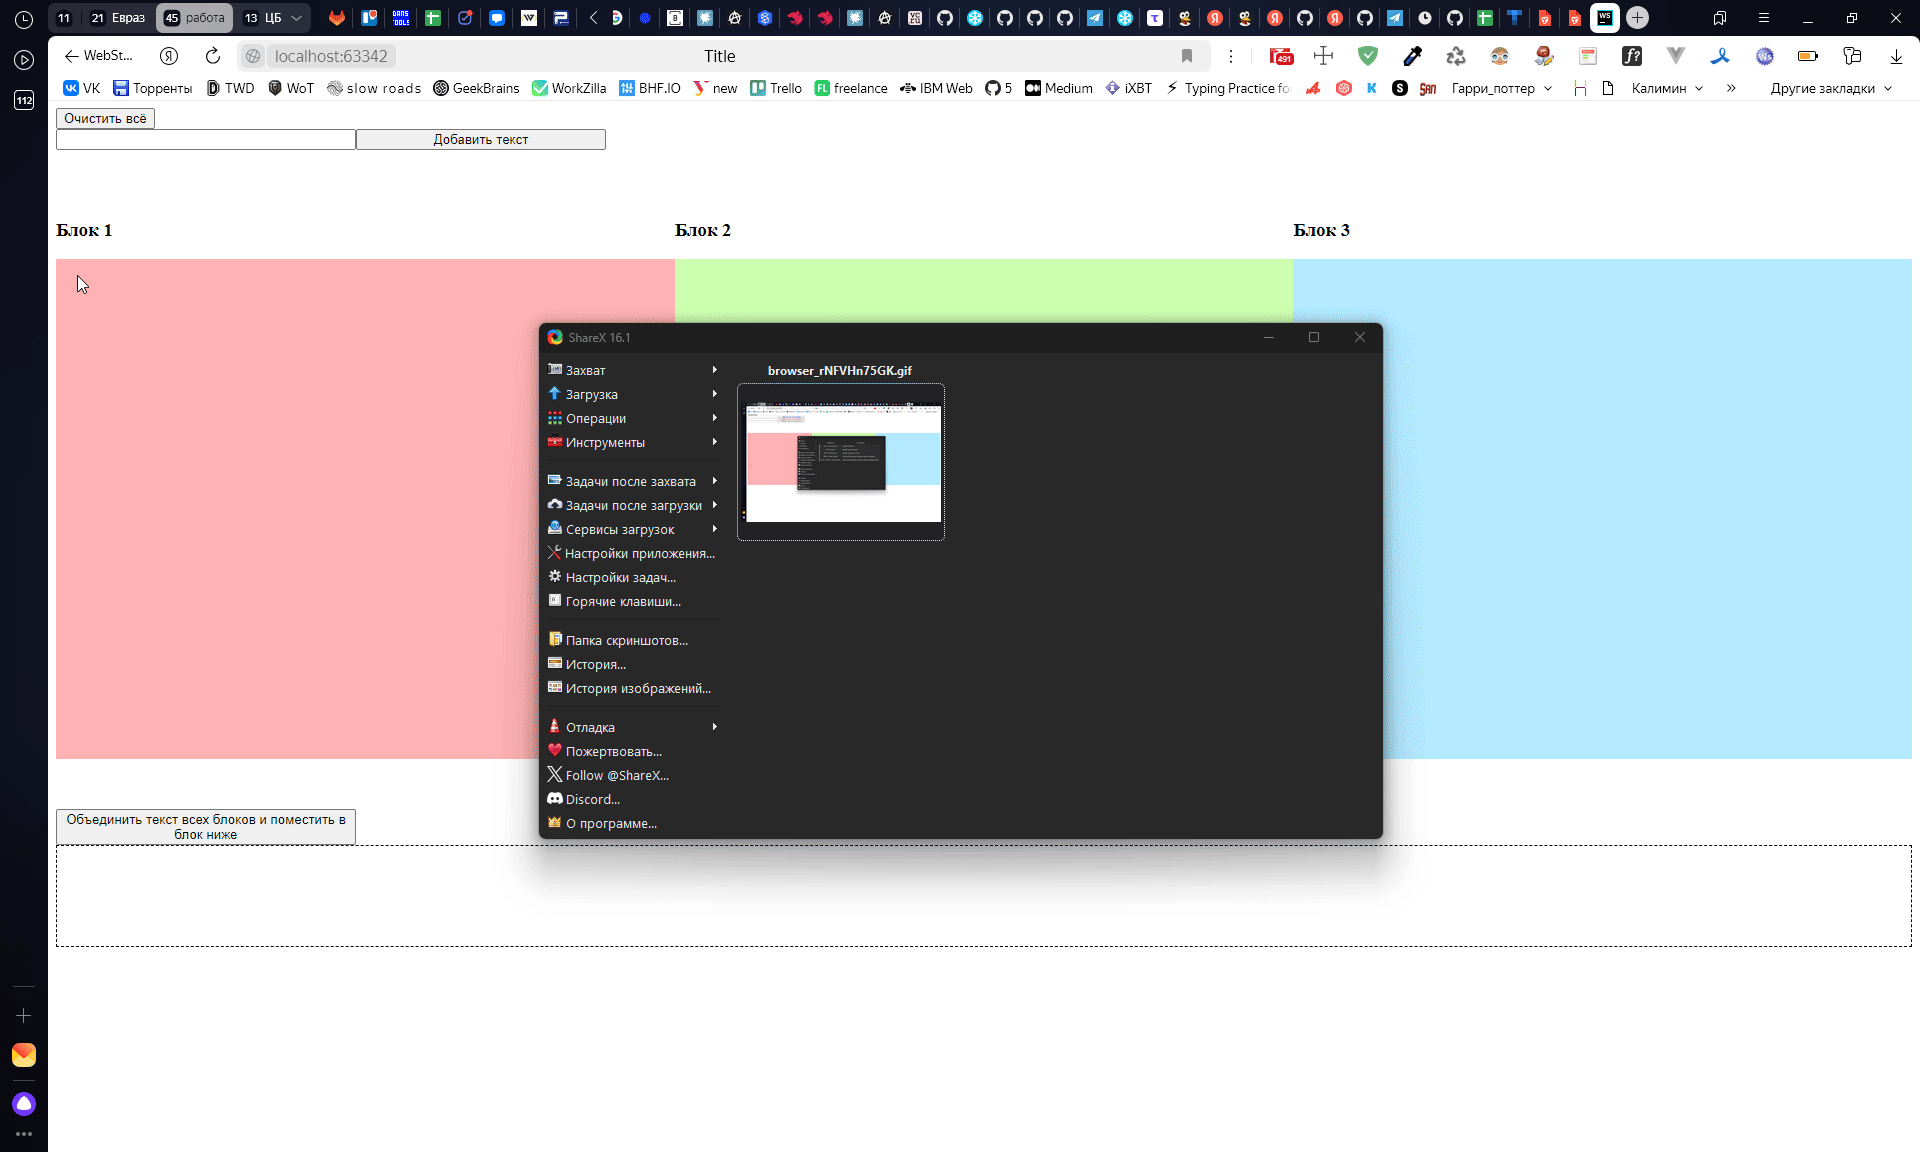 11 21 Евраз 45 работа 13 ЦБ
WebSt... localhost:63342 Title 491
VK Торренты TWD WoT slow roads GeekBrains WorkZilla BHF.IO new Trello freelance IBM Web 5 Medium iXBT Typing Practice fo Гарри_поттер Калимин » Другие закладки
112
Очистить всё
Добавить текст
Блок 1 Блок 2 Блок 3
ShareX 16.1
browser_rNFVHn75GK.gif
Захват
Загрузка
Операции
Инструменты
Задачи после захвата
Задачи после загрузки
Сервисы загрузок
Настройки приложения...
Настройки задач...
Горячие клавиши...
Папка скриншотов...
История...
История изображений...
Отладка
Пожертвовать...
Follow @ShareX...
Discord...
О программе...
Объединить текст всех блоков и поместить в
блок ниже